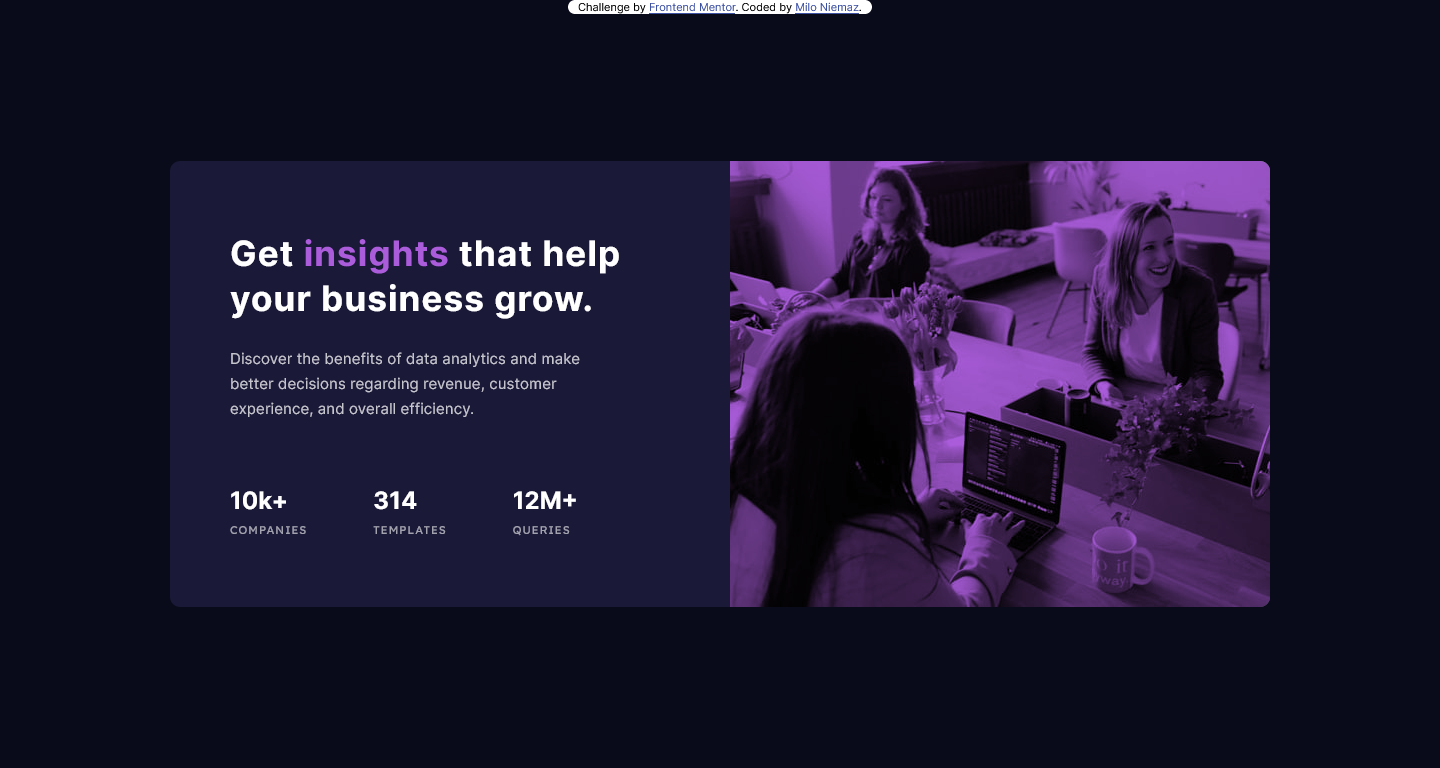 Challenge by Frontend Mentor. Coded by Milo Niemaz.
Get insights that help
your business grow.
Discover the benefits of data analytics and make
better decisions regarding revenue, customer
experience, and overall efficiency.
10k+ 314 12M+
COMPANIES TEMPLATES QUERIES
o it
way.